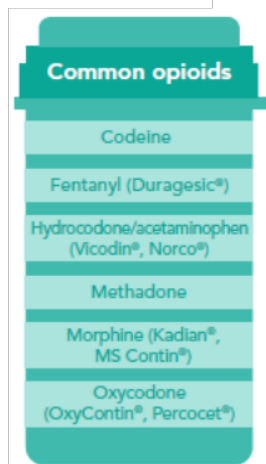 Common opioids
Codeine
Fentanyl (Duragesic®)
Hydrocodone/acetaminophen
(Vicodin®, Norco®)
Methadone
Morphine (Kadian®,
MS Contin®)
Oxycodone
(OxyContin®, Percocet®)